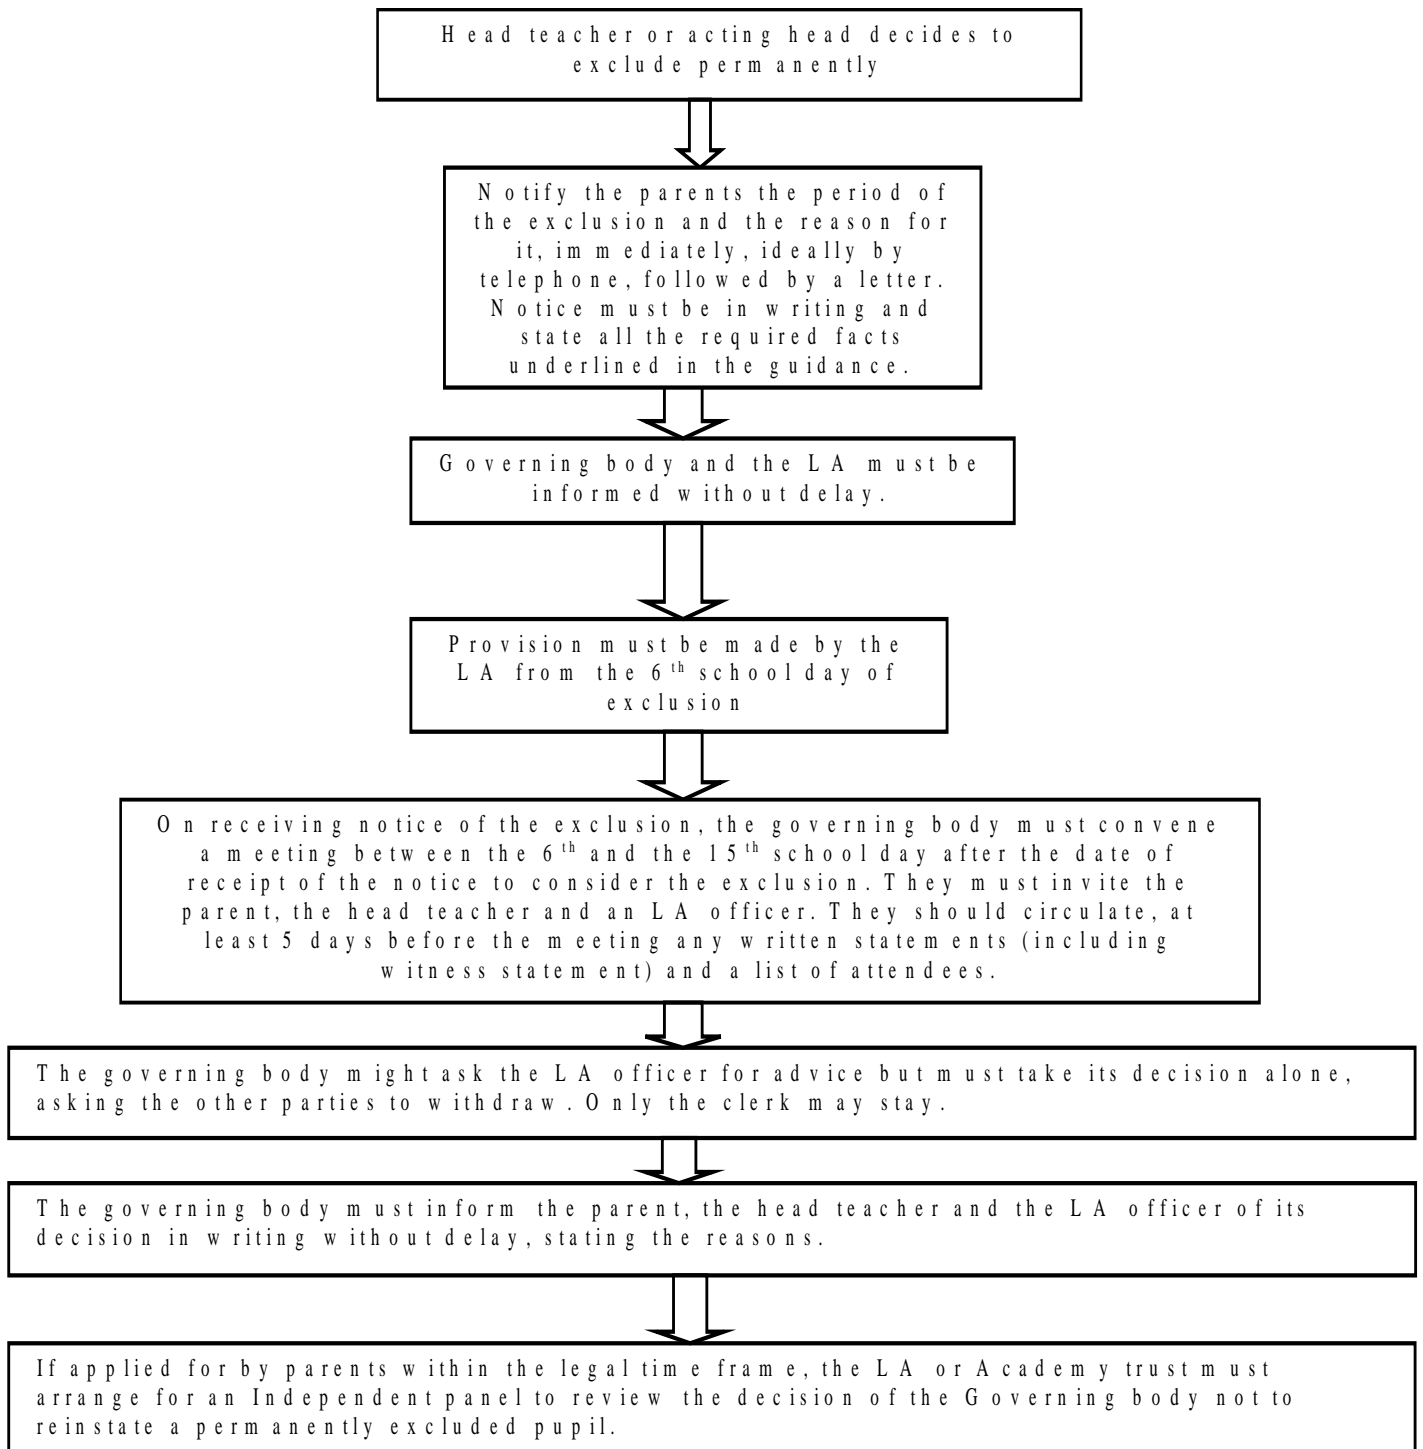 Head teacher or acting head decides to
exclude permanently
Notify the parents the period of
the exclusion and the reason for
it, immediately, ideally by
telephone, followed by a letter.
Notice must be in writing and
state all the required facts
underlined in the guidance.
Governing body and the LA must be
informed without delay.
Provision must be made by the
LA from the 6th school day of
exclusion
On receiving notice of the exclusion, the governing body must convene
a meeting between the 6th and the 15th school day after the date of
receipt of the notice to consider the exclusion. They must invite the
parent, the head teacher and an LA officer. They should circulate, at
least 5 days before the meeting any written statements (including
witness statement) and a list of attendees.
The governing body might ask the LA officer for advice but must take its decision alone,
asking the other parties to withdraw. Only the clerk may stay.
The governing body must inform the parent, the head teacher and the LA officer of its
decision in writing without delay, stating the reasons.
If applied for by parents within the legal time frame, the LA or Academy trust must
arrange for an Independent panel to review the decision of the Governing body not to
reinstate a permanently excluded pupil.